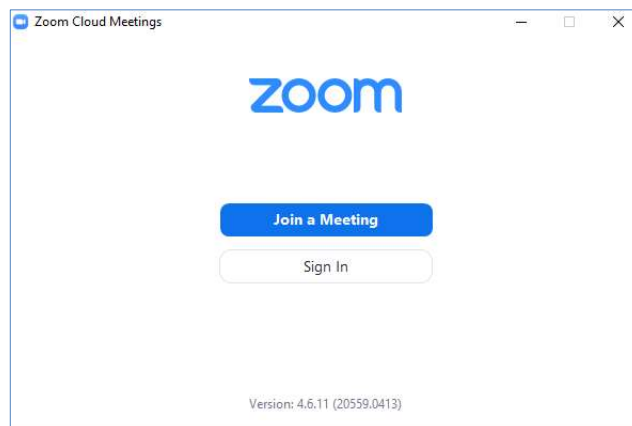 Zoom Cloud Meetings
zoom
Join a Meeting
Sign In
Version: 4.6.11 (20559.0413)